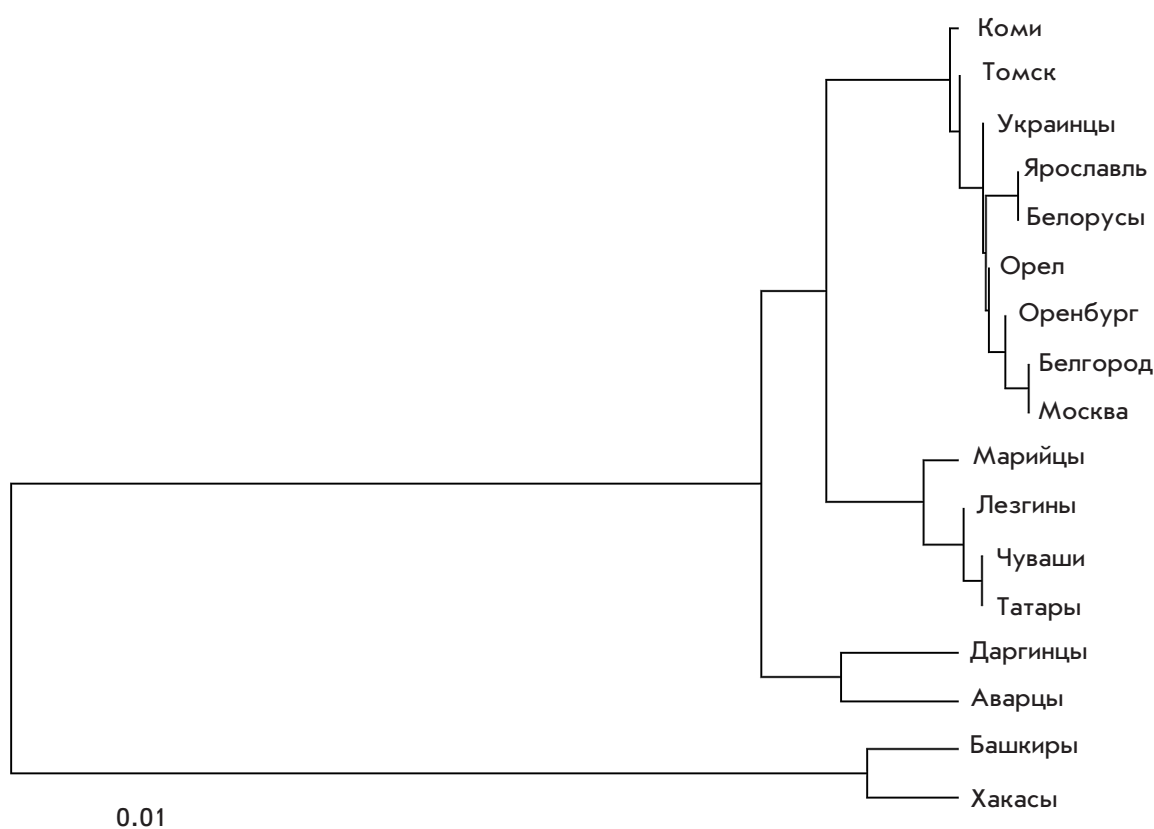 Коми
Томск
Украинцы
Ярославль
Белорусы
Орел
Оренбург
Белгород
Москва
Марийцы
Лезгины
Чуваши
Татары
Даргинцы
Аварцы
Башкиры
Хакасы
0.01